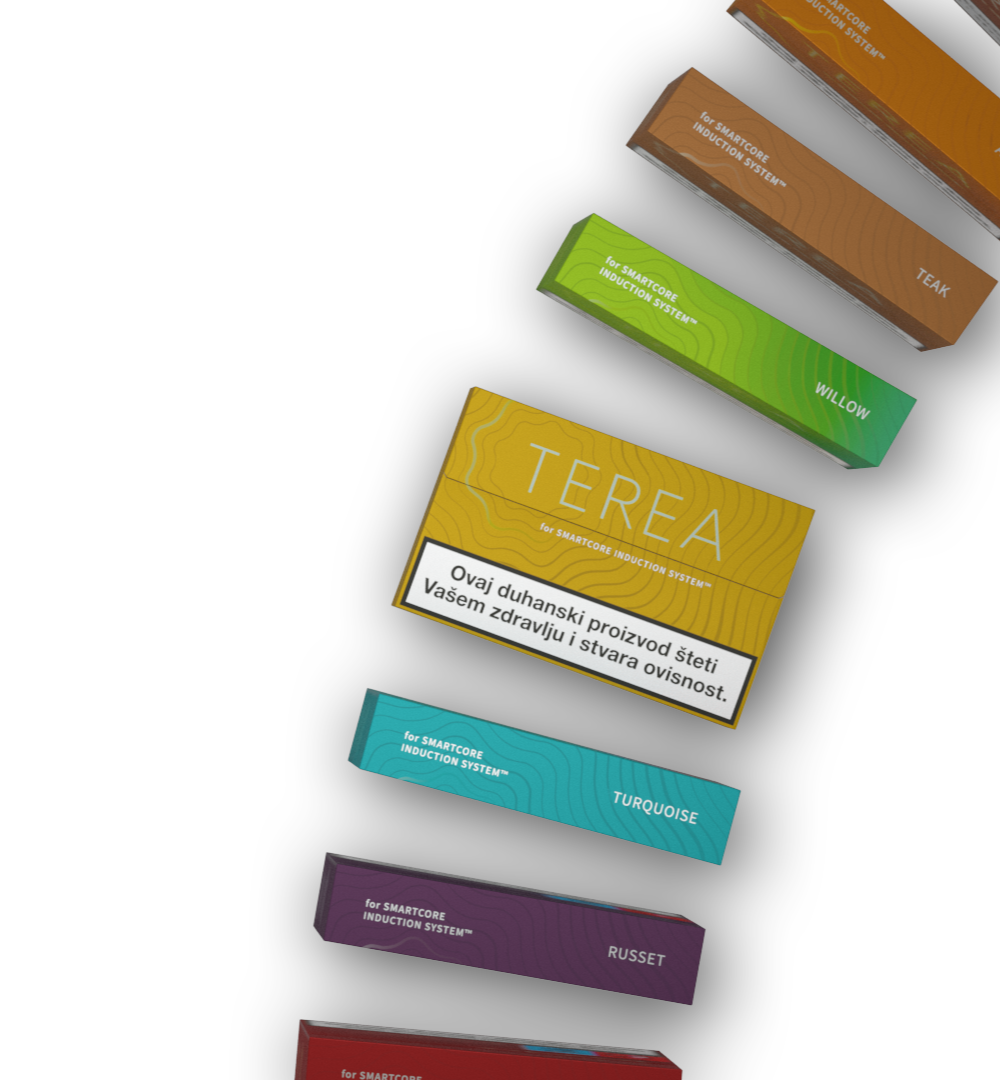 SMARTCORE
INDUCTION SYSTEM™
for SMARTCORE
INDUCTION SYSTEM™
TEAK
for SMARTCORE
INDUCTION SYSTEM™
WILLOW
TEREA
for SMARTCORE INDUCTION SYSTEM™
Ovaj duhanski proizvod šteti
Vašem zdravlju i stvara ovisnost.
for SMARTCORE
INDUCTION SYSTEM™
TURQUOISE
for SMARTCORE
INDUCTION SYSTEM™
RUSSET
for SMARTCORE